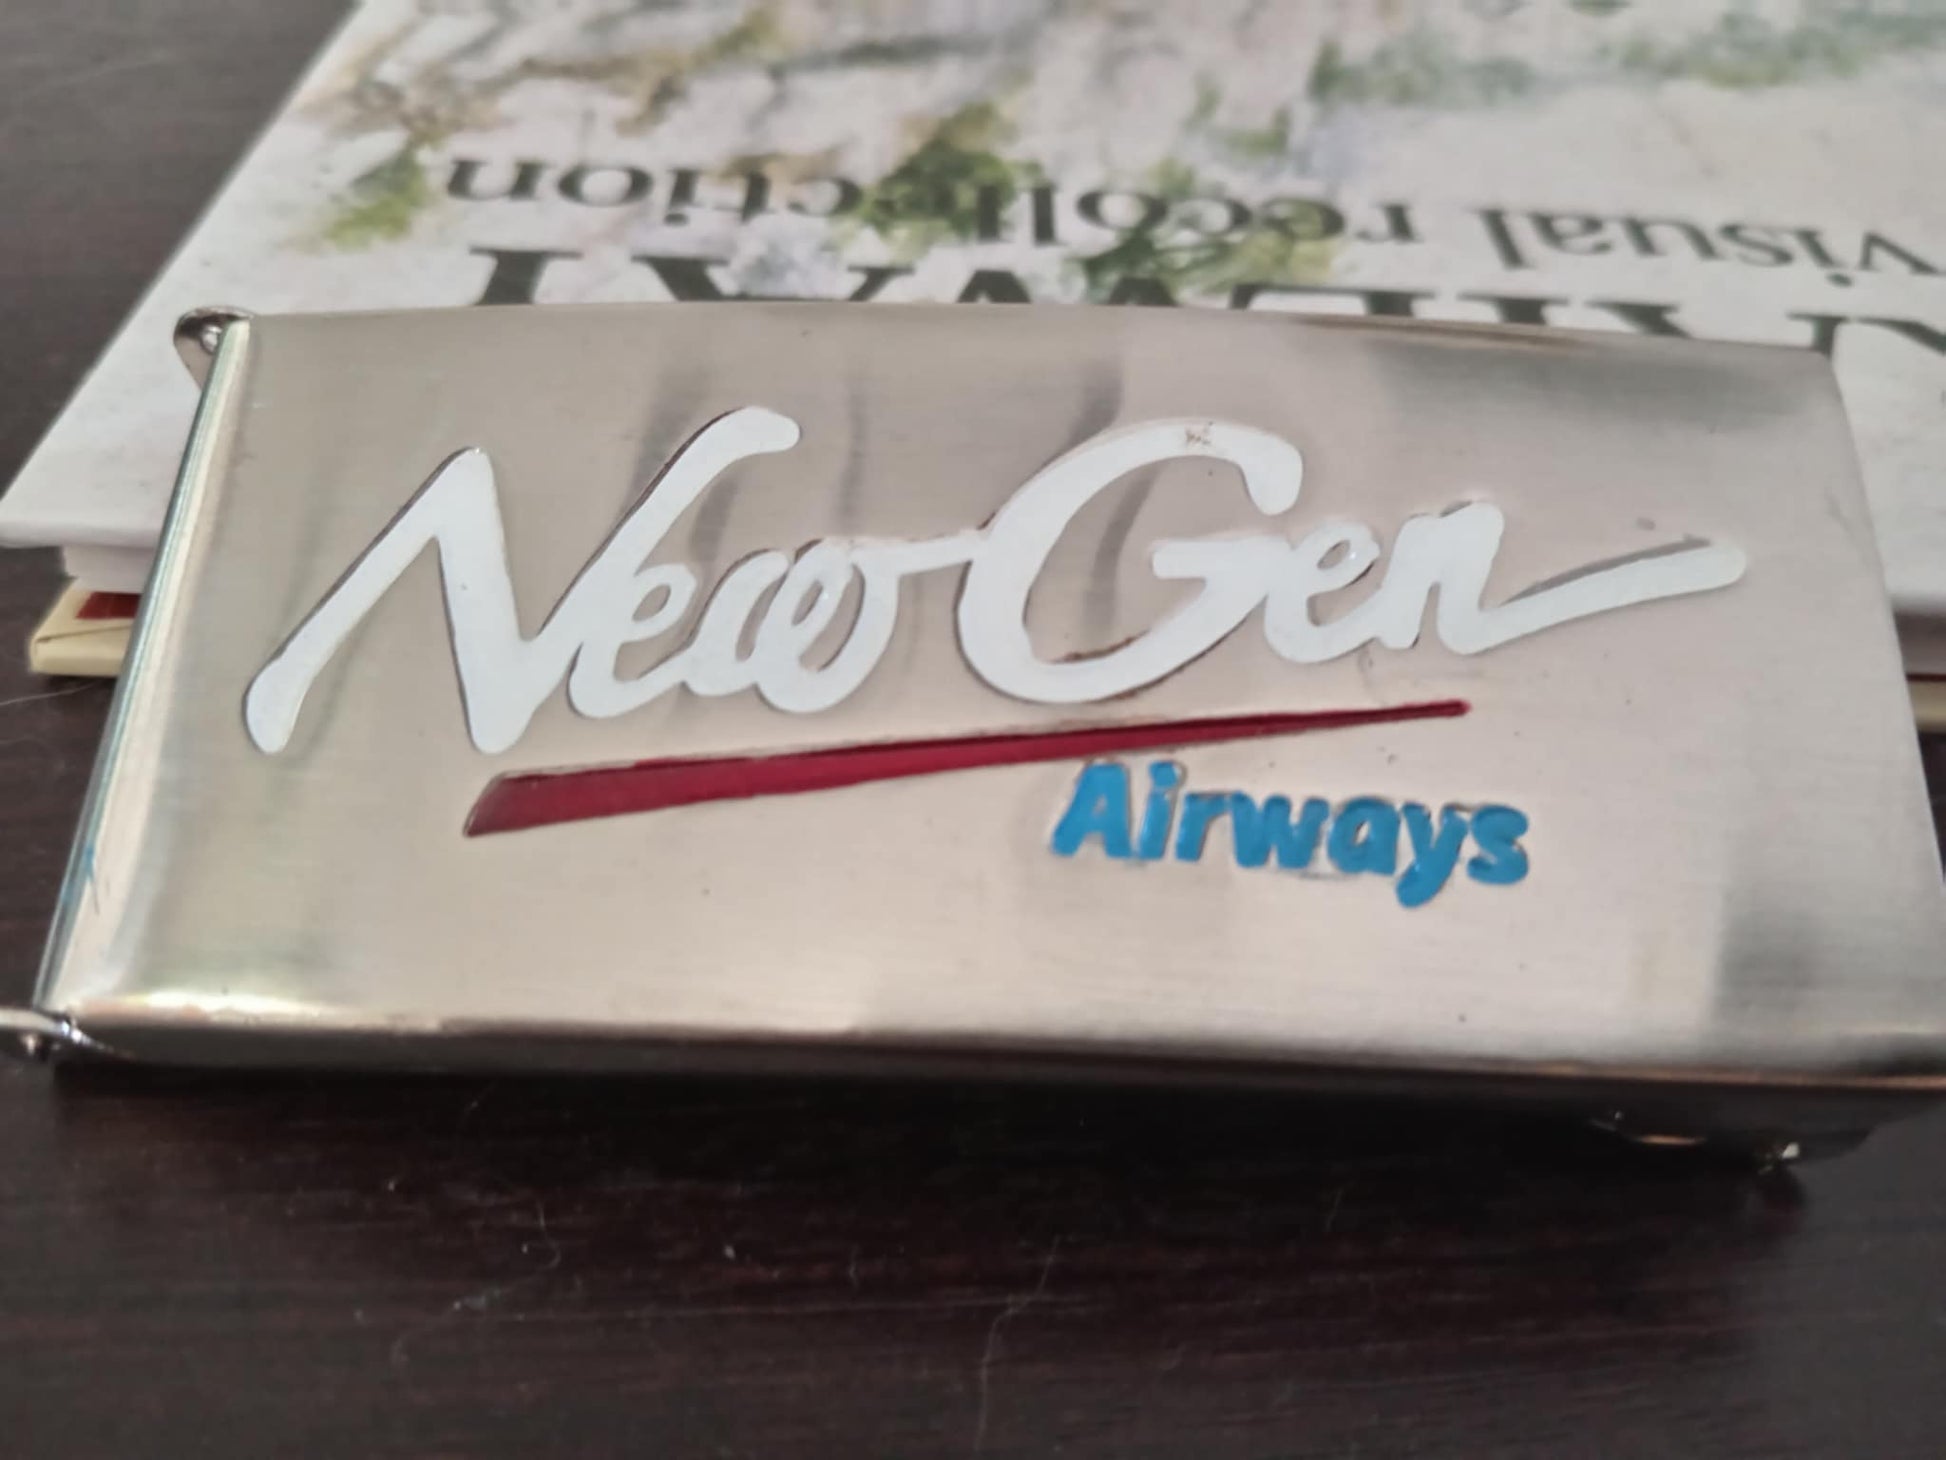 visual recollection
New Gen
Airways